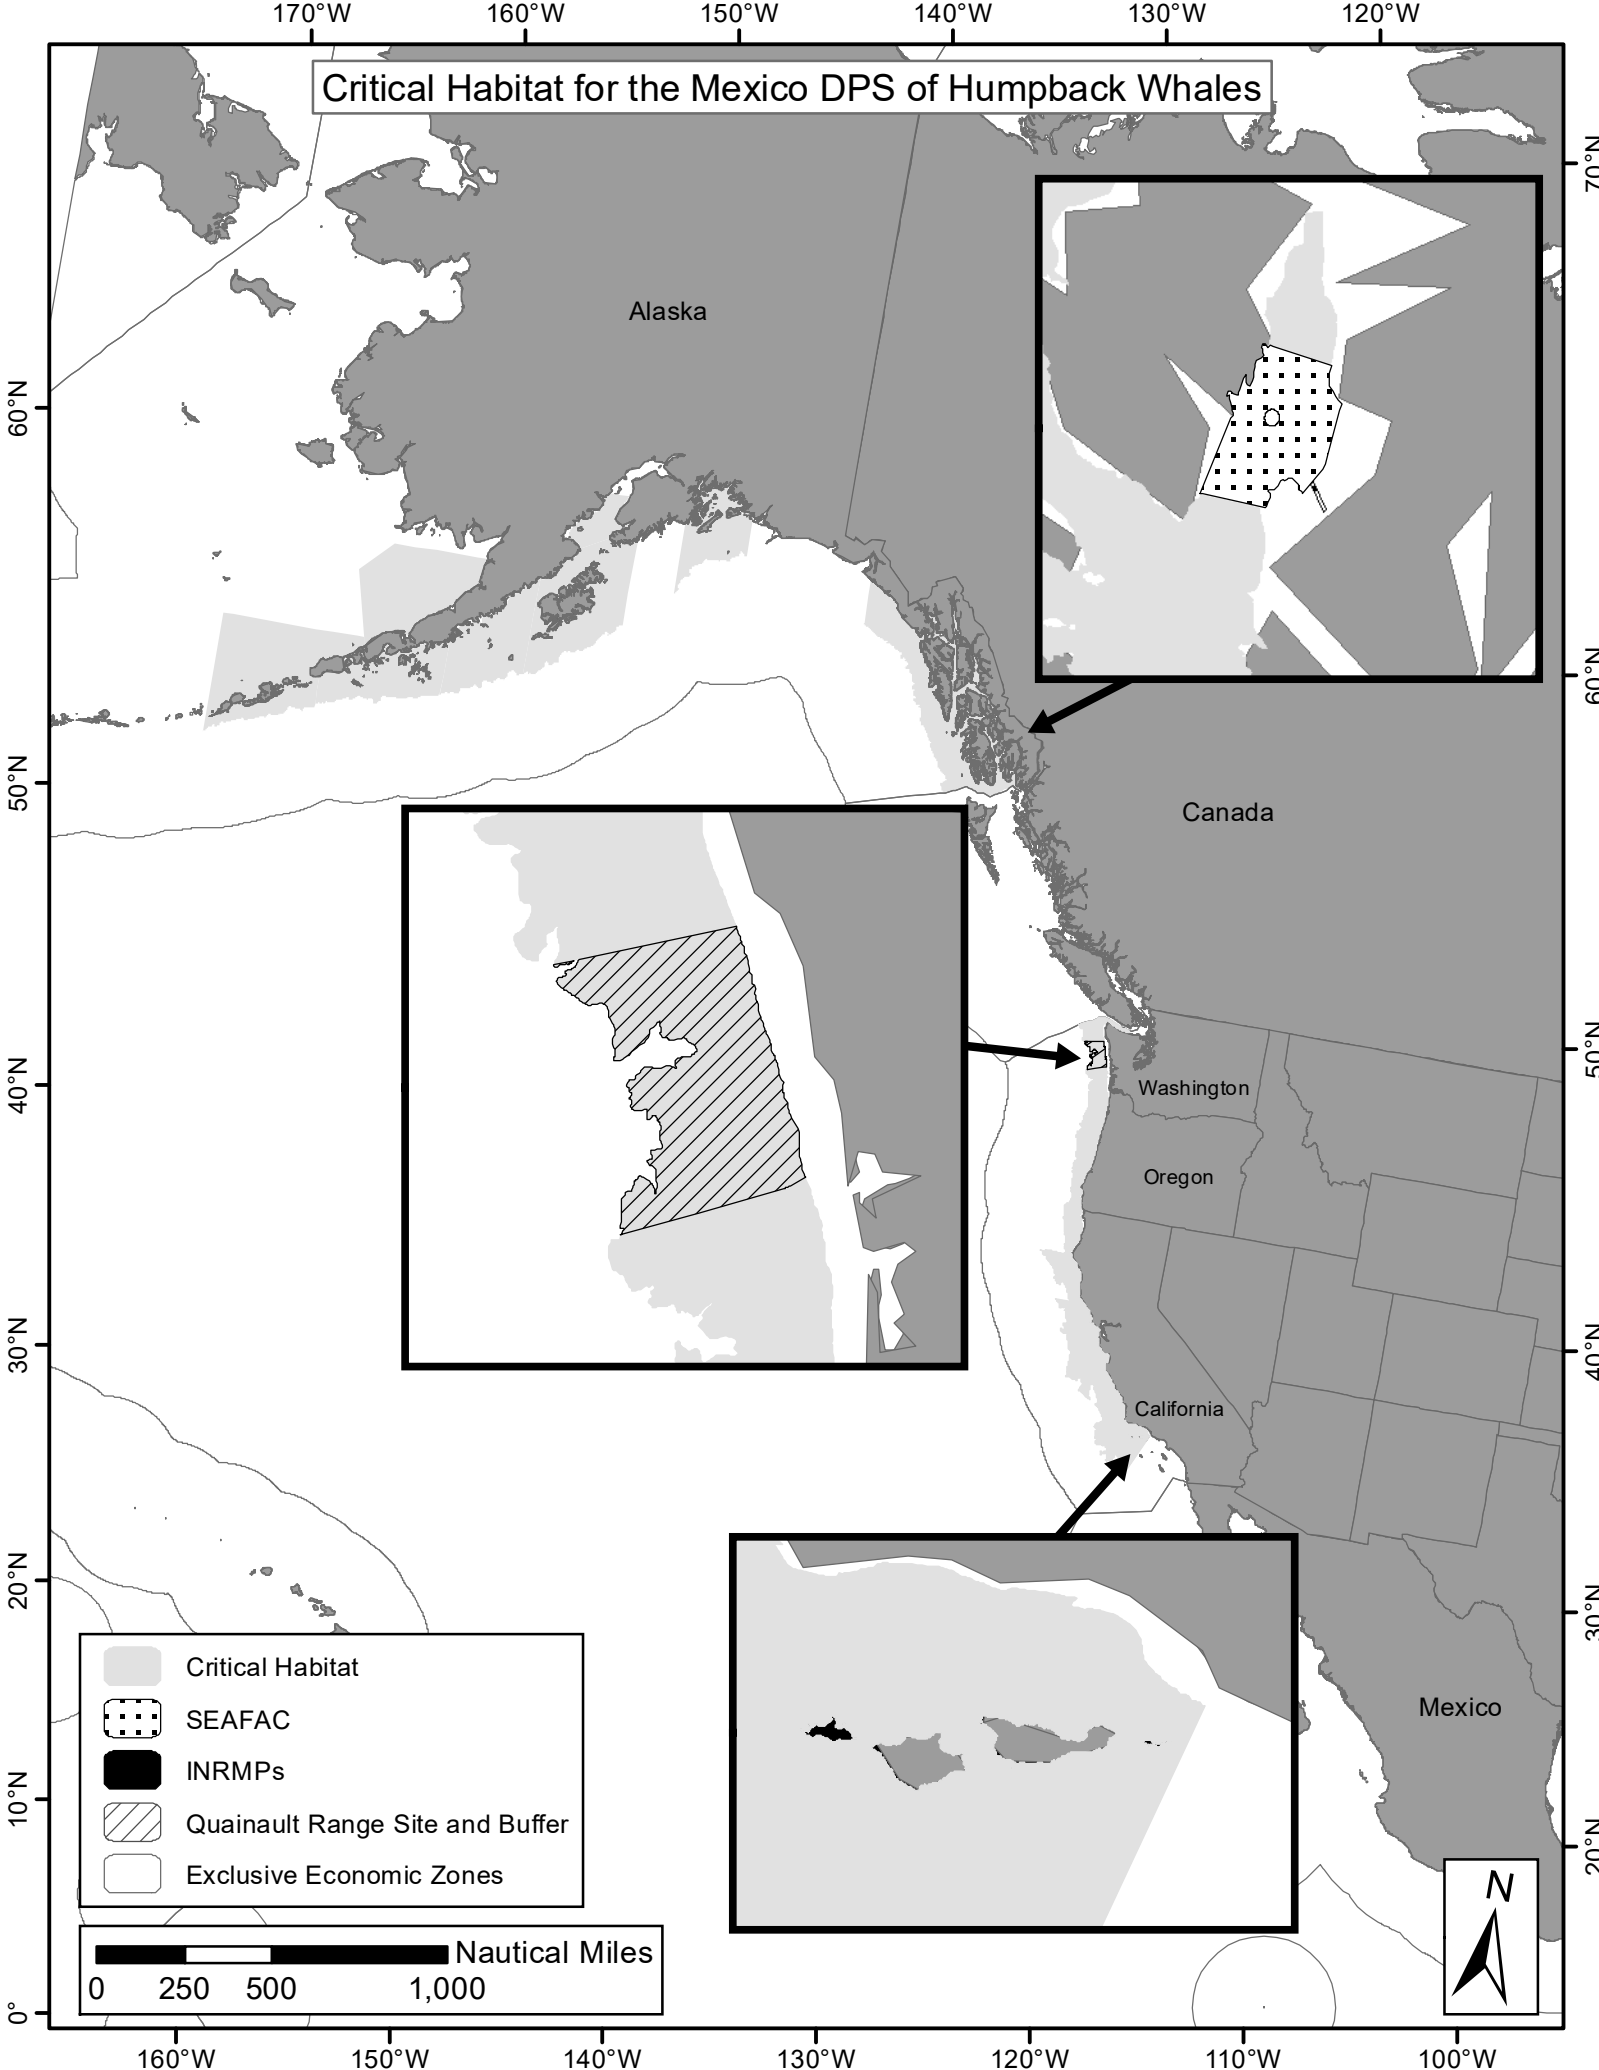 170°W 160°W 150°W 140°W 130°W 120°W
Critical Habitat for the Mexico DPS of Humpback Whales
70°N
Alaska
60°N
60°N
50°N
Canada
50°N
40°N
Washington
Oregon
30°N
40°N
California
20°N
30°N
Critical Habitat
SEAFAC
Mexico
INRMPs
10°N
Quainault Range Site and Buffer
20°N
Exclusive Economic Zones
N
Nautical Miles
0 250 500 1,000
0°
160°W 150°W 140°W 130°W 120°W 110°W 100°W